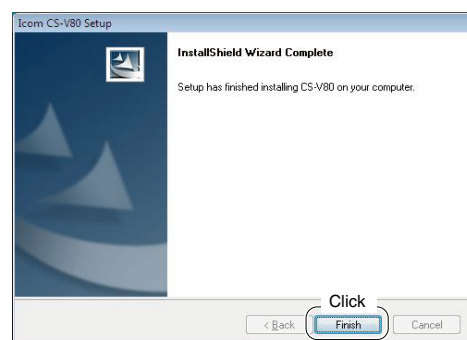 Icom CS-V80 Setup
InstallShield Wizard Complete
Setup has finished installing CS-V80 on your computer.
Click
< Back
Finish
Cancel